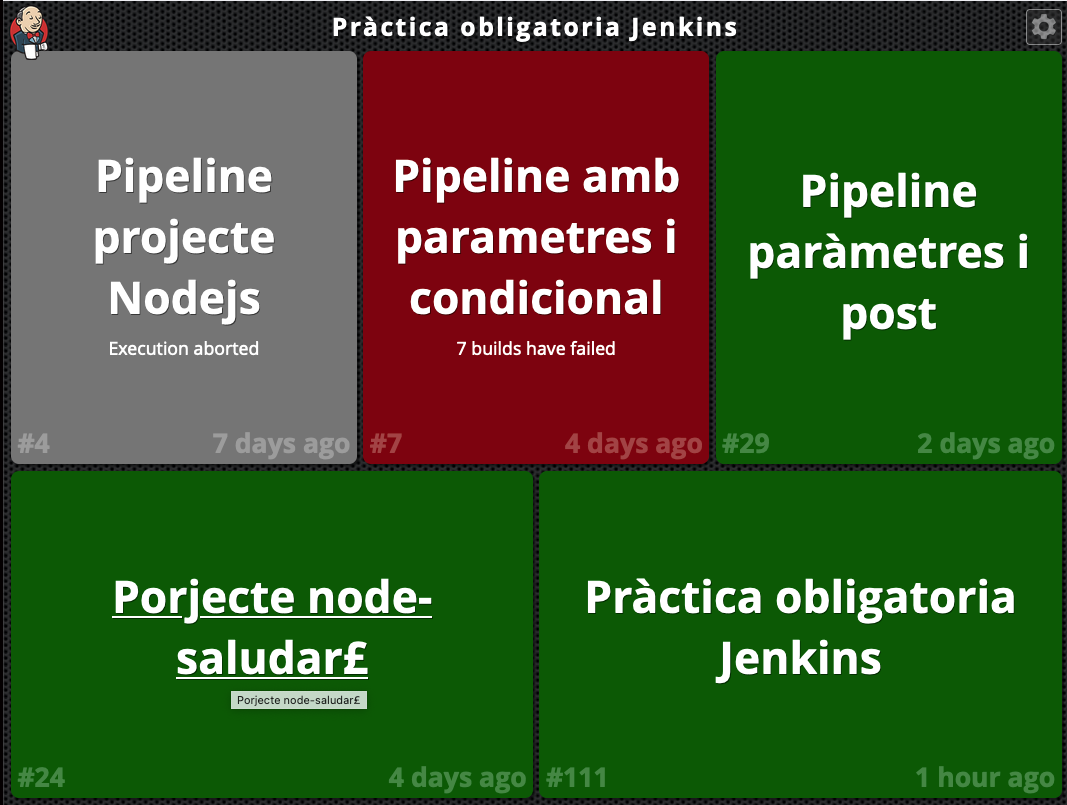 Pràctica obligatoria Jenkins
Pipeline
projecte
Nodejs
Execution aborted
#4
7 days ago
Pipeline amb
parametres i
condicional
7 builds have failed
#7
4 days ago
Pipeline
paràmetres i
post
#29
2 days ago
Porjecte node-
saludar£
Porjecte node-saludar£
#24
4 days ago
Pràctica obligatoria
Jenkins
#111
1 hour ago